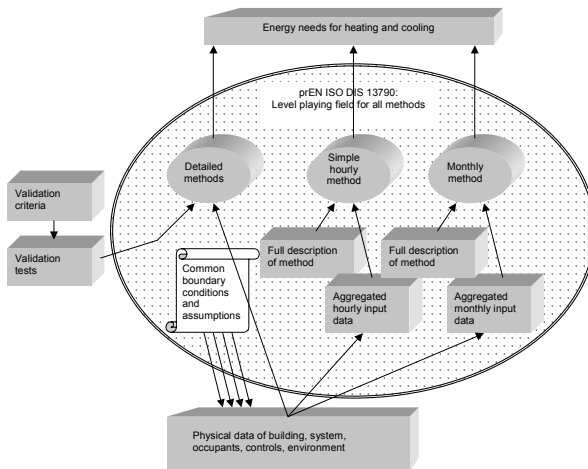 Energy needs for heating and cooling
prEN ISO DIS 13790:
Level playing field for all methods
Detailed
methods
Simple
hourly
method
Monthly
method
Validation
criteria
Validation
tests
Full description
of method
Full description
of method
Common
boundary
conditions
and
assumptions
Aggregated
hourly input
data
Aggregated
monthly input
data
Physical data of building, system,
occupants, controls, environment